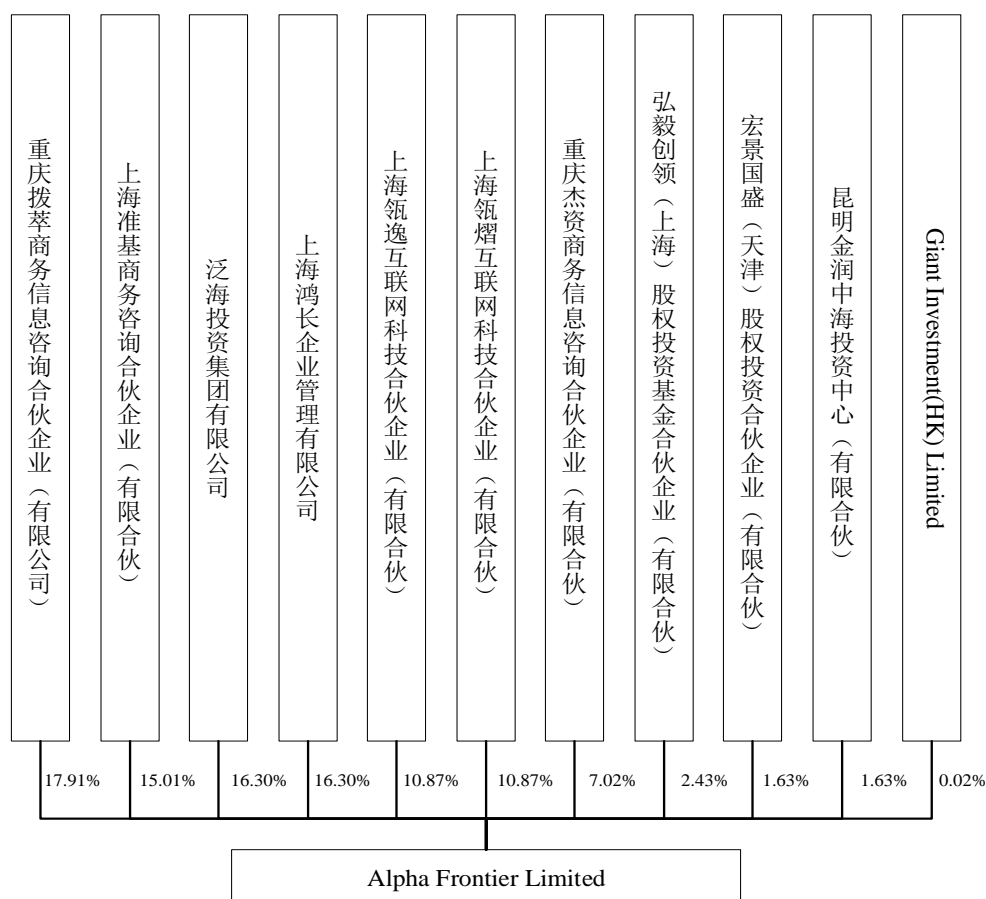 重庆拨萃商务信息咨询合伙企业（有限公司）
上海准基商务咨询合伙企业（有限合伙）
泛海投资集团有限公司
上海鸿长企业管理有限公司
上海瓴逸互联网科技合伙企业（有限合伙）
上海瓴熠互联网科技合伙企业（有限合伙）
重庆杰资商务信息咨询合伙企业（有限合伙）
弘毅创领（上海）股权投资基金合伙企业（有限合伙）
宏景国盛（天津）股权投资合伙企业（有限合伙）
昆明金润中海投资中心（有限合伙）
Giant Investment(HK) Limited
17.91%
15.01%
16.30%
16.30%
10.87%
10.87%
7.02%
2.43%
1.63%
1.63%
0.02%
Alpha Frontier Limited